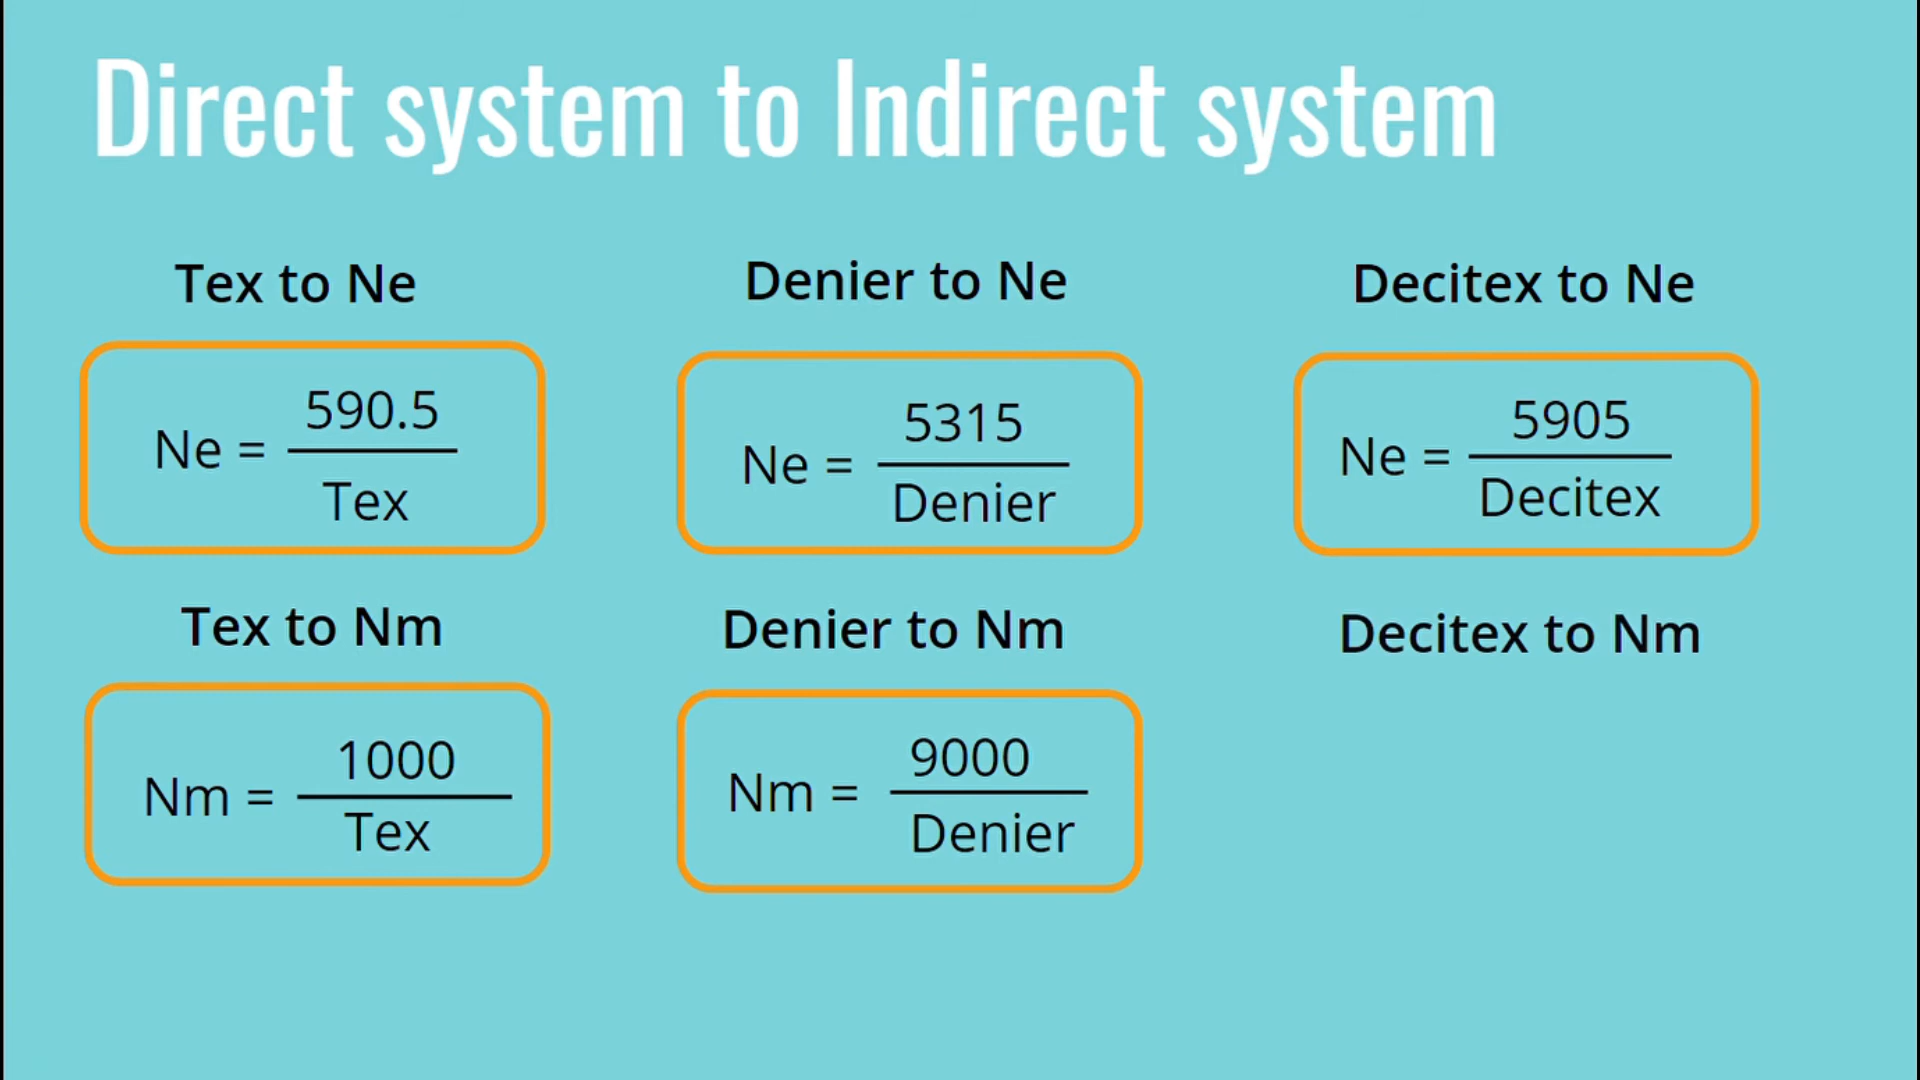 Direct system to Indirect system
Tex to Ne
Denier to Ne
Decitex to Ne
Ne = 590.5
Tex
Ne = 5315
Denier
Ne = 5905
Decitex
Tex to Nm
Denier to Nm
Decitex to Nm
Nm = 1000
Tex
Nm = 9000
Denier